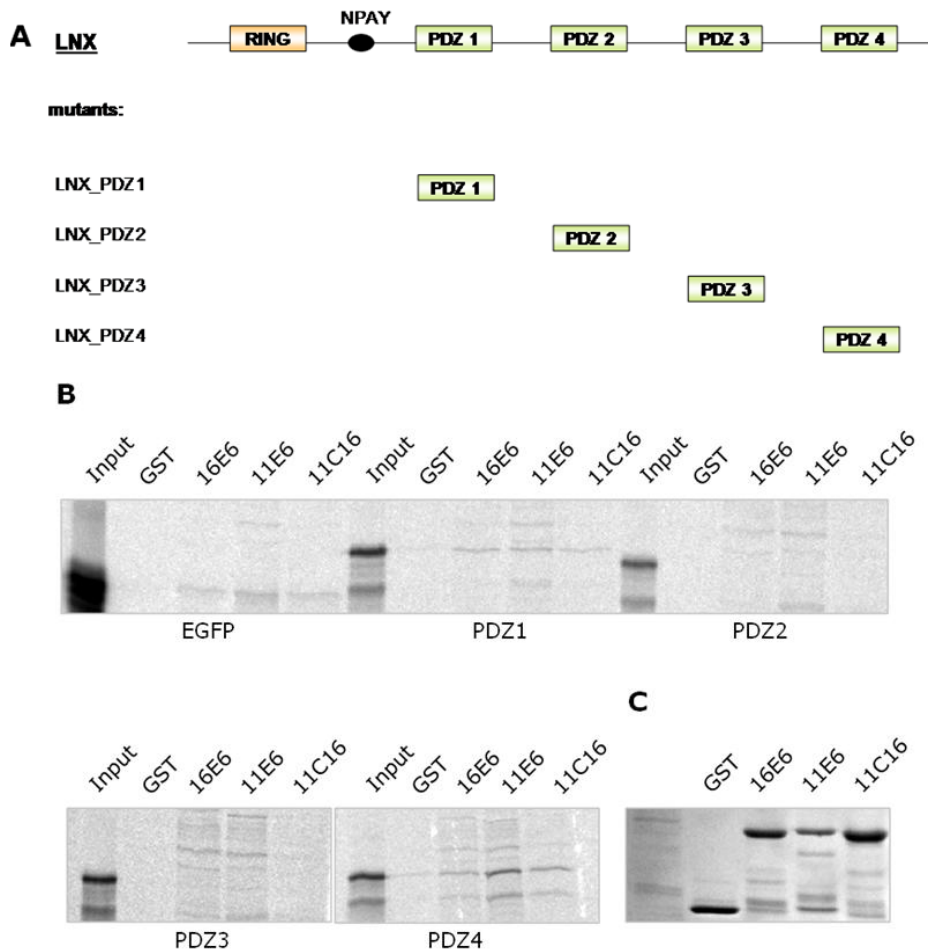 A
LNX
RING NPAY PDZ 1 PDZ 2 PDZ 3 PDZ 4
mutants:
LNX_PDZ1 PDZ 1
LNX_PDZ2 PDZ 2
LNX_PDZ3 PDZ 3
LNX_PDZ4 PDZ 4
B
Input GST 16E6 11E6 11C16 Input GST 16E6 11E6 11C16 Input GST 16E6 11E6 11C16
EGFP PDZ1 PDZ2
Input GST 16E6 11E6 11C16 Input GST 16E6 11E6 11C16
PDZ3 PDZ4
C
GST 16E6 11E6 11C16